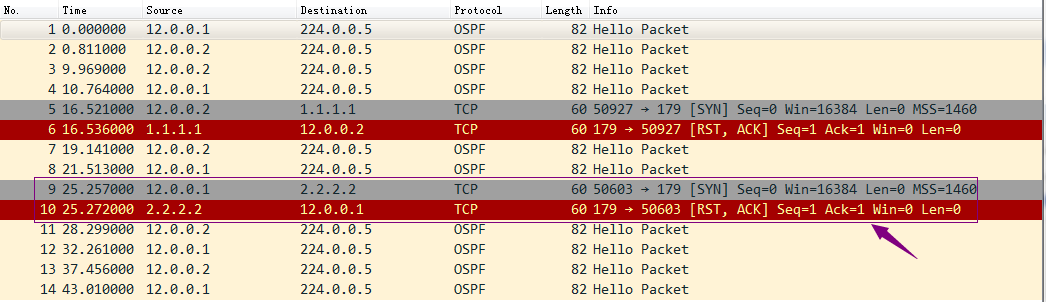 No. Time Source Destination Protocol Length Info
1 0.000000 12.0.0.1 224.0.0.5 OSPF 82 Hello Packet
2 0.811000 12.0.0.2 224.0.0.5 OSPF 82 Hello Packet
3 9.969000 12.0.0.2 224.0.0.5 OSPF 82 Hello Packet
4 10.764000 12.0.0.1 224.0.0.5 OSPF 82 Hello Packet
5 16.521000 12.0.0.2 1.1.1.1 TCP 60 50927 → 179 [SYN] Seq=0 Win=16384 Len=0 MSS=1460
6 16.536000 1.1.1.1 12.0.0.2 TCP 60 179 → 50927 [RST, ACK] Seq=1 Ack=1 Win=0 Len=0
7 19.141000 12.0.0.2 224.0.0.5 OSPF 82 Hello Packet
8 21.513000 12.0.0.1 224.0.0.5 OSPF 82 Hello Packet
9 25.257000 12.0.0.1 2.2.2.2 TCP 60 50603 → 179 [SYN] Seq=0 Win=16384 Len=0 MSS=1460
10 25.272000 2.2.2.2 12.0.0.1 TCP 60 179 → 50603 [RST, ACK] Seq=1 Ack=1 Win=0 Len=0
11 28.299000 12.0.0.2 224.0.0.5 OSPF 82 Hello Packet
12 32.261000 12.0.0.1 224.0.0.5 OSPF 82 Hello Packet
13 37.456000 12.0.0.2 224.0.0.5 OSPF 82 Hello Packet
14 43.010000 12.0.0.1 224.0.0.5 OSPF 82 Hello Packet